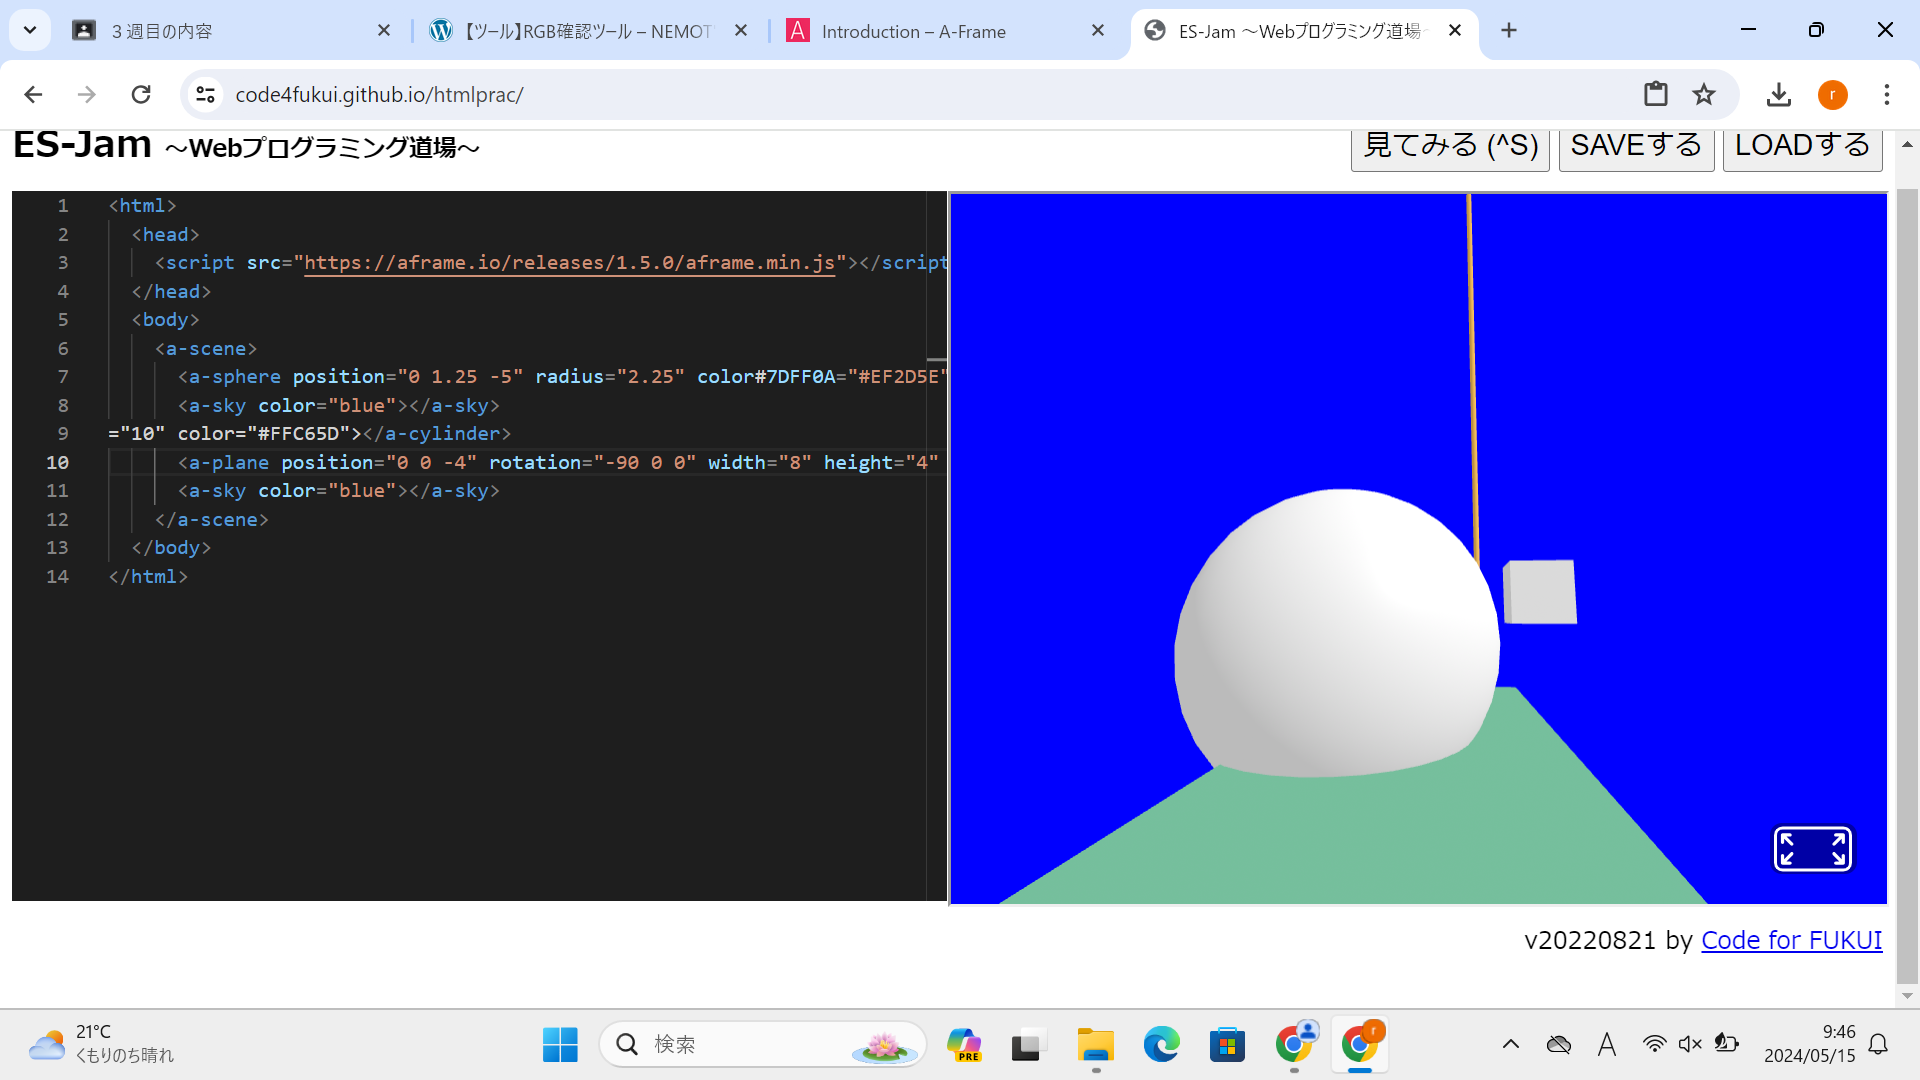 ３週目の内容
【ツール】RGB確認ツール – NEMOT
Introduction – A-Frame
ES-Jam ～Webプログラミング道場
code4fukui.github.io/htmlprac/
r
ES-Jam ～Webプログラミング道場～
見てみる (^S)
SAVEする
LOADする
1 <html>
2 <head>
3 <script src="https://aframe.io/releases/1.5.0/aframe.min.js"></script
4 </head>
5 <body>
6 <a-scene>
7 <a-sphere position="0 1.25 -5" radius="2.25" color#7DFF0A="#EF2D5E"
8 <a-sky color="blue"></a-sky>
9 ="10" color="#FFC65D"></a-cylinder>
10 <a-plane position="0 0 -4" rotation="-90 0 0" width="8" height="4"
11 <a-sky color="blue"></a-sky>
12 </a-scene>
13 </body>
14 </html>
v20220821 by Code for FUKUI
21°C
くもりのち晴れ
検索
PRE
r
A
9:46
2024/05/15